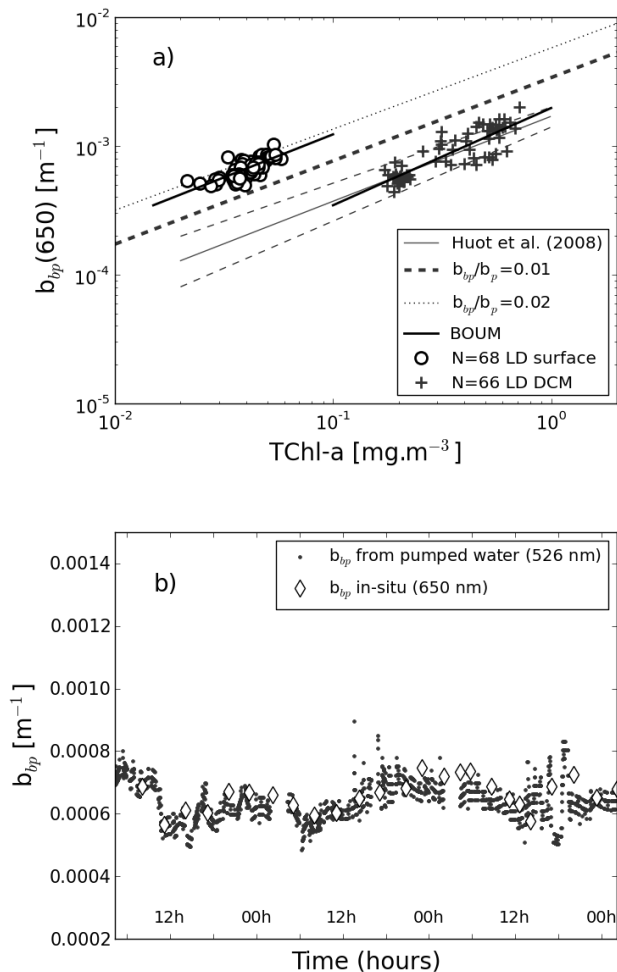 a)
10⁻²
10⁻³
10⁻⁴
10⁻⁵
b_bp(650) [m⁻¹]
Huot et al. (2008)
b_bp/b_p=0.01
b_bp/b_p=0.02
BOUM
N=68 LD surface
N=66 LD DCM
10⁻² 10⁻¹ 10⁰
TChl-a [mg.m⁻³]
b)
b_bp from pumped water (526 nm)
b_bp in-situ (650 nm)
0.0014
0.0012
0.0010
0.0008
0.0006
0.0004
0.0002
b_bp [m⁻¹]
12h 00h 12h 00h 12h 00h
Time (hours)